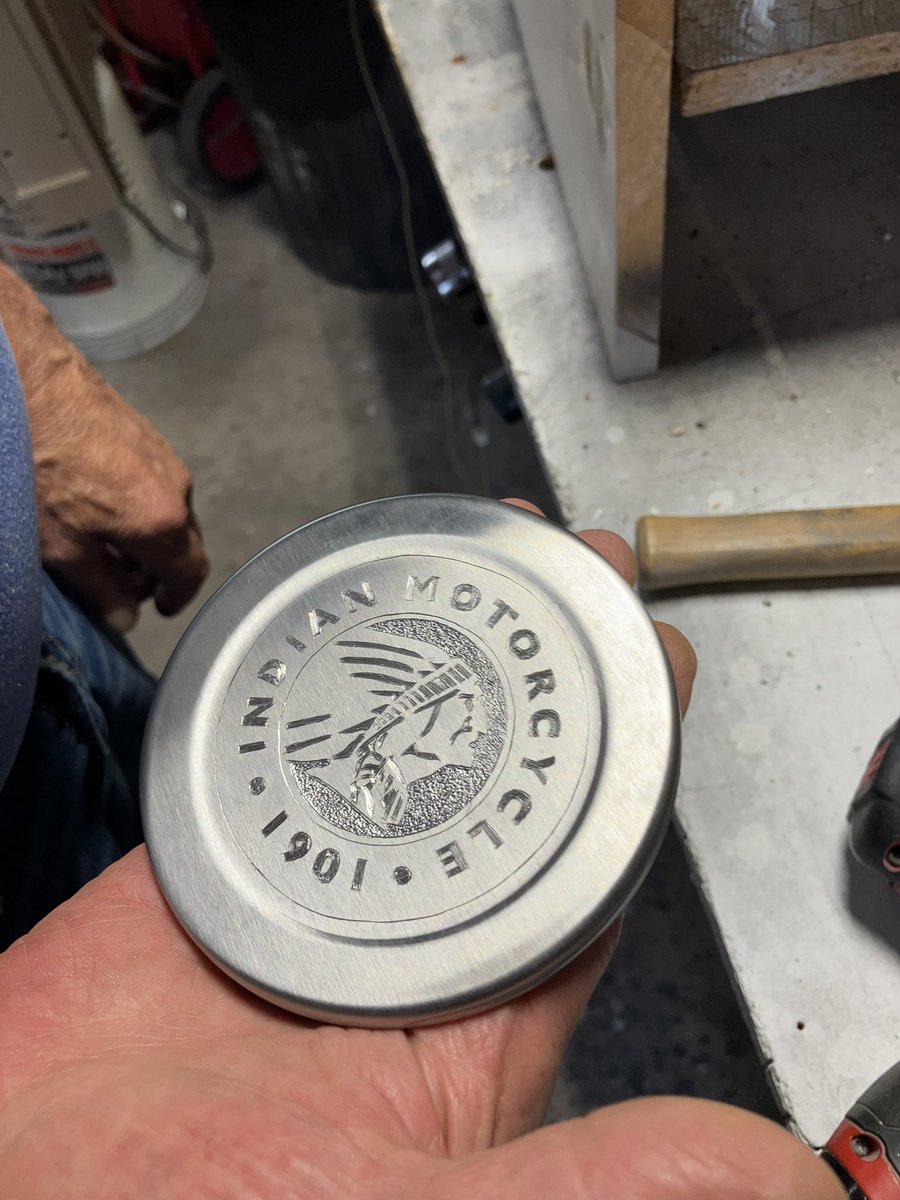 INDIAN MOTORCYCLE
• 1901 •